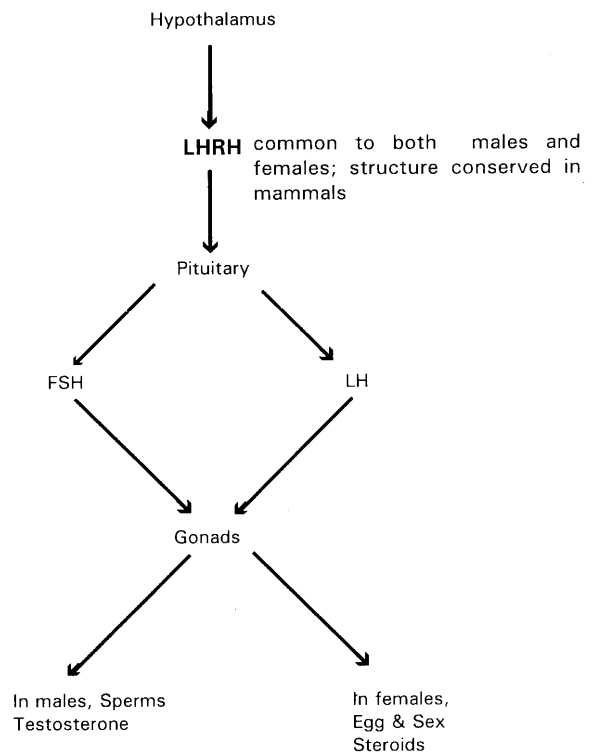 Hypothalamus
LHRH common to both males and
females; structure conserved in
mammals
Pituitary
FSH LH
Gonads
In males, Sperms
Testosterone
In females,
Egg & Sex
Steroids